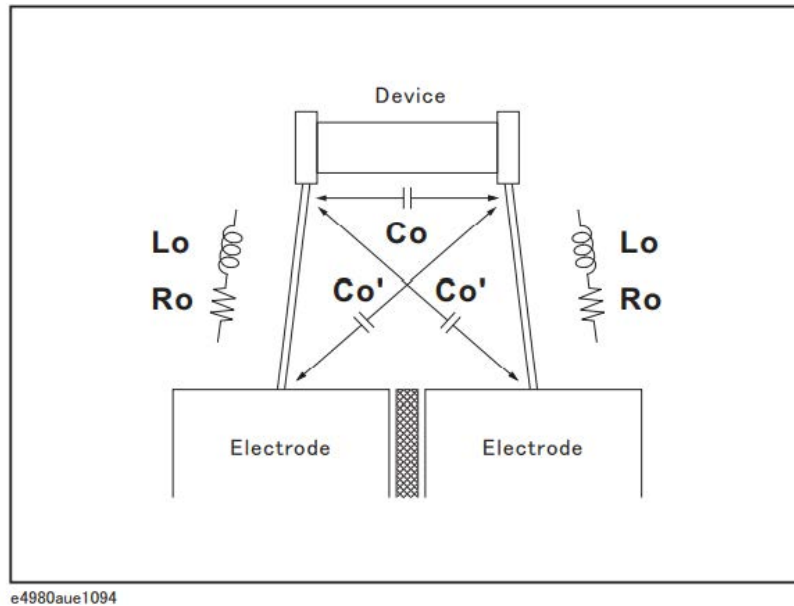 Device
Lo
Ro
Co
Lo
Ro
Co'
Co'
Electrode
Electrode
e4980aue1094